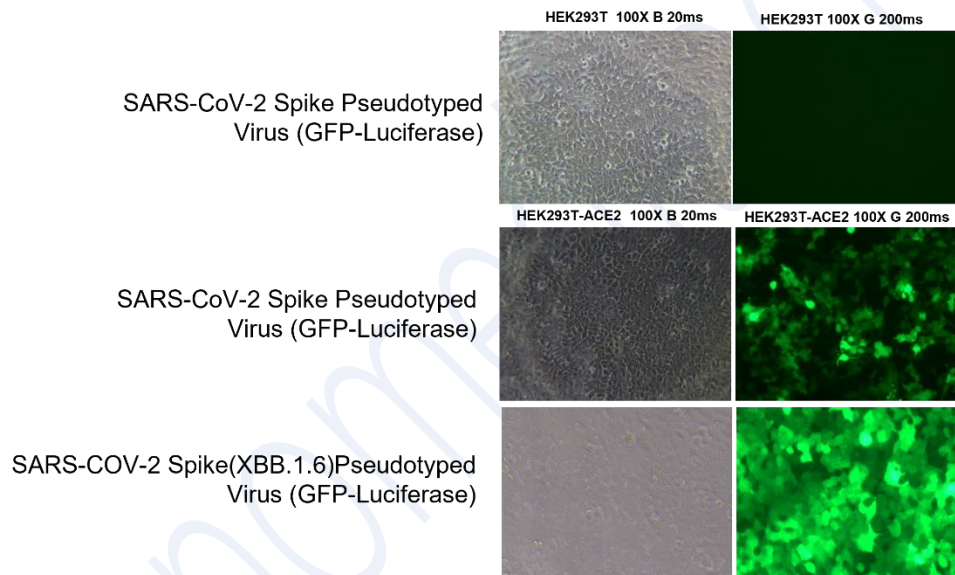 HEK293T 100X B 20ms
HEK293T 100X G 200ms
SARS-CoV-2 Spike Pseudotyped
Virus (GFP-Luciferase)
HEK293T-ACE2 100X B 20ms
HEK293T-ACE2 100X G 200ms
SARS-CoV-2 Spike Pseudotyped
Virus (GFP-Luciferase)
SARS-COV-2 Spike(XBB.1.6)Pseudotyped
Virus (GFP-Luciferase)